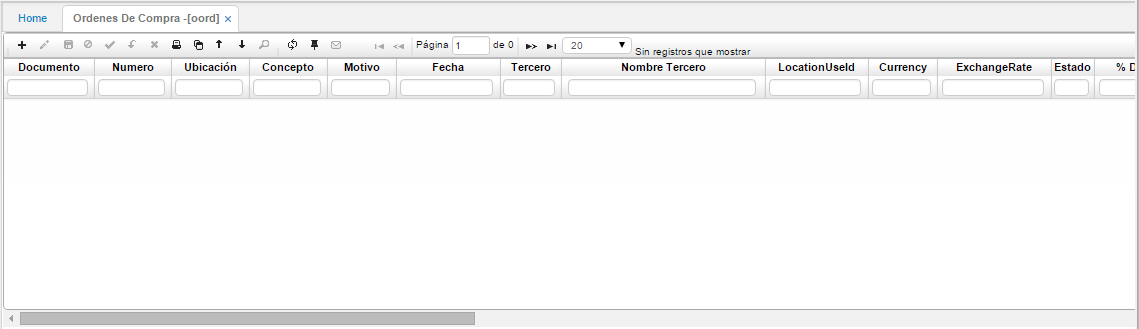 Home Ordenes De Compra -[oord] ×
Página 1 de 0 20 Sin registros que mostrar
Documento Numero Ubicación Concepto Motivo Fecha Tercero Nombre Tercero LocationUseId Currency ExchangeRate Estado % D